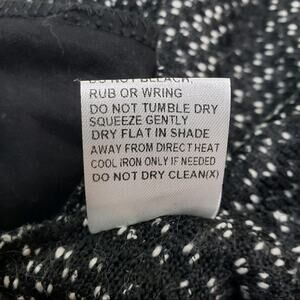 DO NOT BLEACH,
RUB OR WRING
DO NOT TUMBLE DRY
SQUEEZE GENTLY
DRY FLAT IN SHADE
AWAY FROM DIRECT HEAT
COOL IRON ONLY IF NEEDED
DO NOT DRY CLEAN(X)